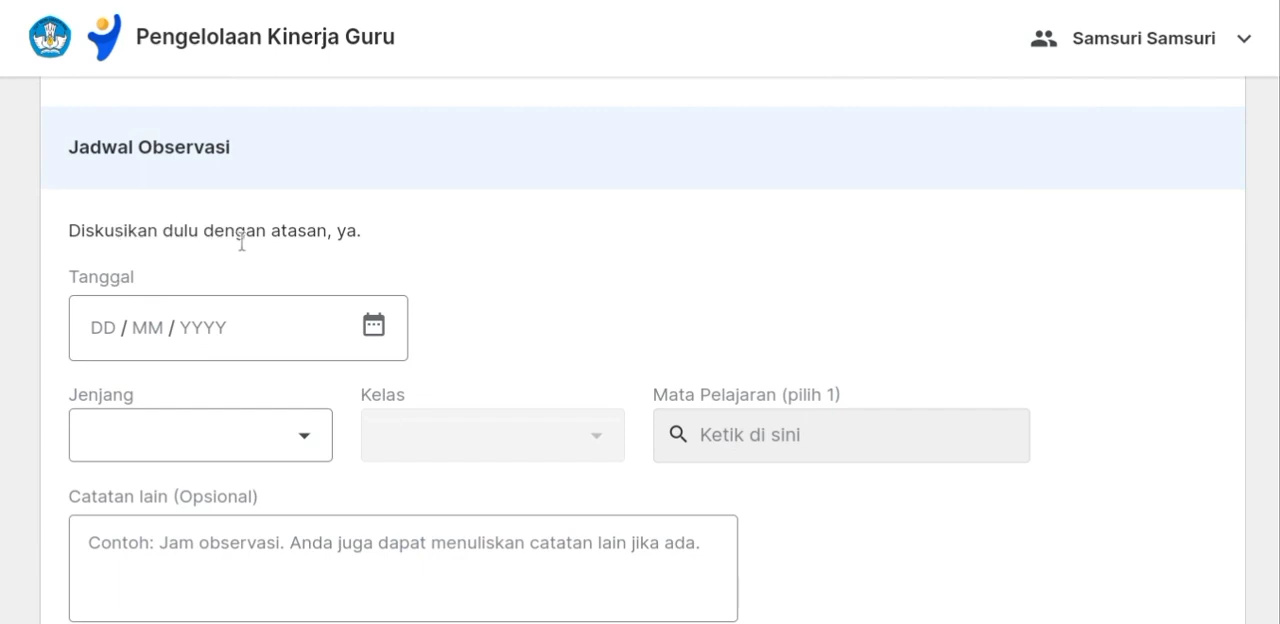 Pengelolaan Kinerja Guru
Samsuri Samsuri
Jadwal Observasi
Diskusikan dulu dengan atasan, ya.
Tanggal
DD / MM / YYYY
Jenjang
Kelas
Mata Pelajaran (pilih 1)
Ketik di sini
Catatan lain (Opsional)
Contoh: Jam observasi. Anda juga dapat menuliskan catatan lain jika ada.